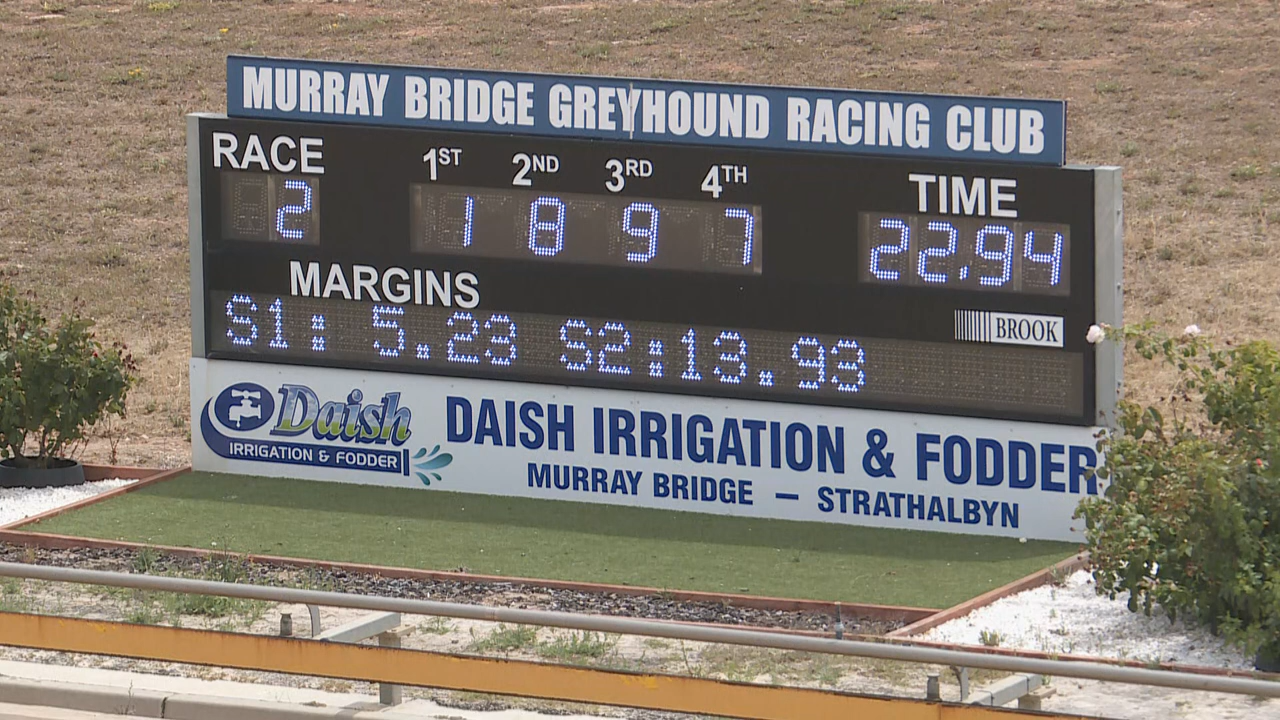 MURRAY BRIDGE GREYHOUND RACING CLUB
RACE 1ST 2ND 3RD 4TH TIME
2 1 8 9 7 22.94
MARGINS
S1: 5.23 S2:13.93
BROOK
Daish
IRRIGATION & FODDER
DAISH IRRIGATION & FODDER
MURRAY BRIDGE – STRATHALBYN